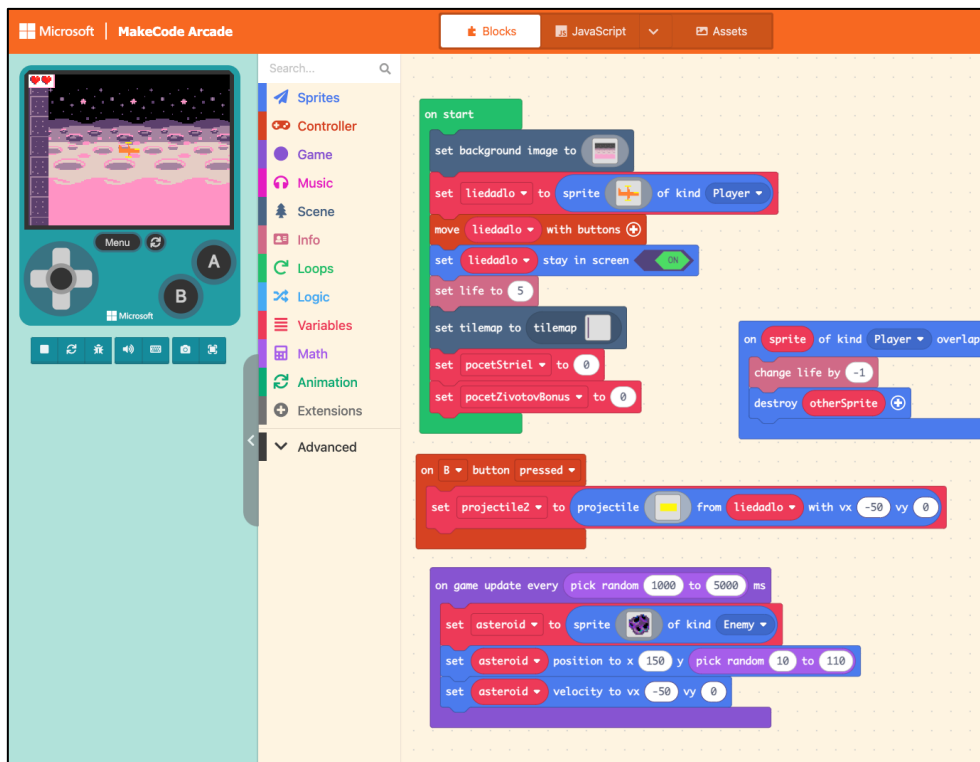 Microsoft MakeCode Arcade
Blocks JavaScript Assets
Menu
A
B
Microsoft
Search...
Sprites
Controller
Game
Music
Scene
Info
Loops
Logic
Variables
Math
Animation
Extensions
Advanced
on start
set background image to
set liedadlo to sprite of kind Player
move liedadlo with buttons
set liedadlo stay in screen ON
set life to 5
set tilemap to tilemap
set pocetStriel to 0
set pocetZivotovBonus to 0
on sprite of kind Player overlap
change life by -1
destroy otherSprite
on B button pressed
set projectile2 to projectile from liedadlo with vx -50 vy 0
on game update every pick random 1000 to 5000 ms
set asteroid to sprite of kind Enemy
set asteroid position to x 150 y pick random 10 to 110
set asteroid velocity to vx -50 vy 0